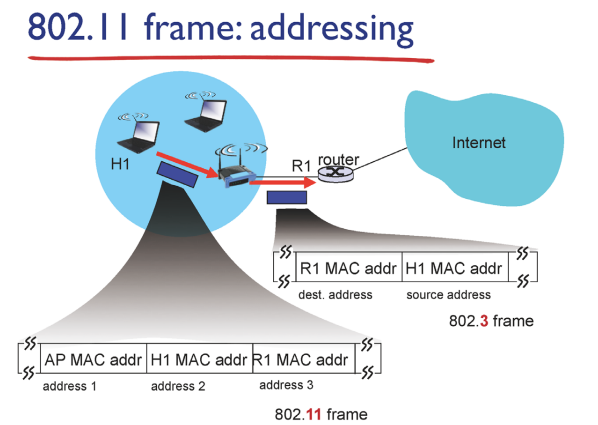 802.11 frame: addressing
Internet
R1 router
H1
R1 MAC addr H1 MAC addr
dest. address source address
802.3 frame
AP MAC addr H1 MAC addr R1 MAC addr
address 1 address 2 address 3
802.11 frame